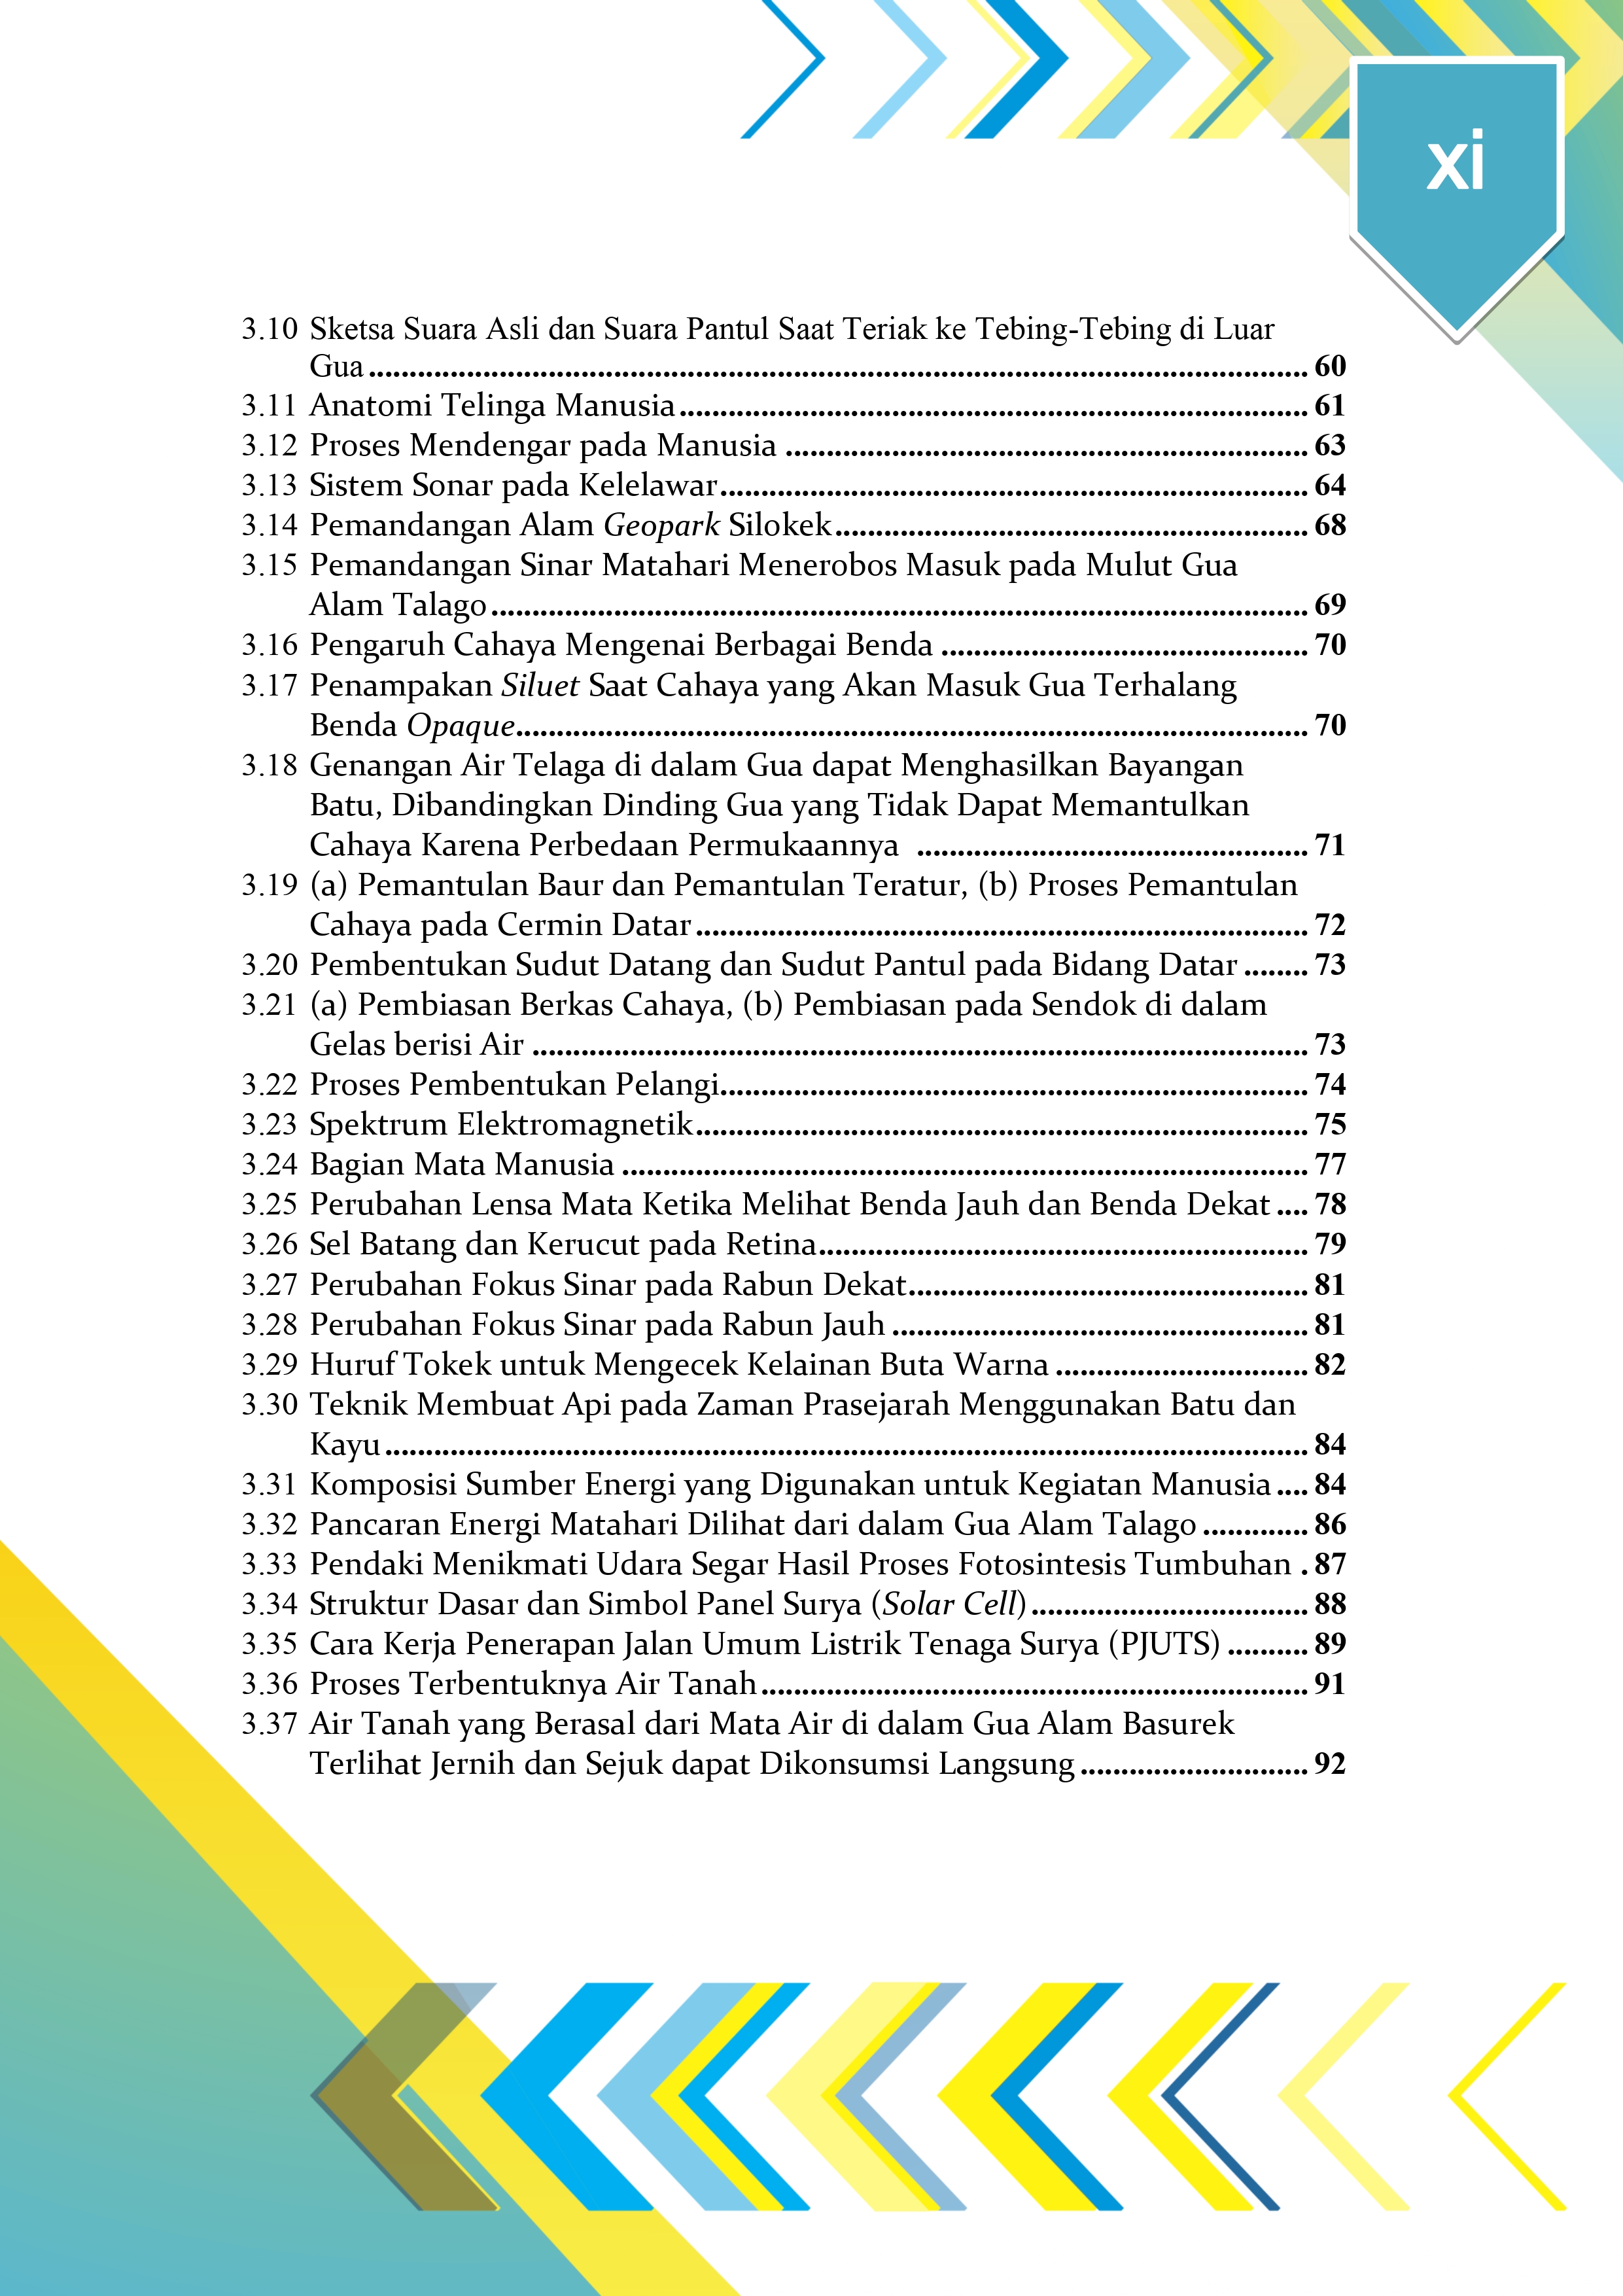 xi
3.10 Sketsa Suara Asli dan Suara Pantul Saat Teriak ke Tebing-Tebing di Luar
Gua ........................................................................ 60
3.11 Anatomi Telinga Manusia ........................................................................ 61
3.12 Proses Mendengar pada Manusia ........................................................................ 63
3.13 Sistem Sonar pada Kelelawar ........................................................................ 64
3.14 Pemandangan Alam Geopark Silokek ........................................................................ 68
3.15 Pemandangan Sinar Matahari Menerobos Masuk pada Mulut Gua
Alam Talago ........................................................................ 69
3.16 Pengaruh Cahaya Mengenai Berbagai Benda ........................................................ 70
3.17 Penampakan Siluet Saat Cahaya yang Akan Masuk Gua Terhalang
Benda Opaque ........................................................................ 70
3.18 Genangan Air Telaga di dalam Gua dapat Menghasilkan Bayangan
Batu, Dibandingkan Dinding Gua yang Tidak Dapat Memantulkan
Cahaya Karena Perbedaan Permukaannya ................................................ 71
3.19 (a) Pemantulan Baur dan Pemantulan Teratur, (b) Proses Pemantulan
Cahaya pada Cermin Datar ........................................................................ 72
3.20 Pembentukan Sudut Datang dan Sudut Pantul pada Bidang Datar ........ 73
3.21 (a) Pembiasan Berkas Cahaya, (b) Pembiasan pada Sendok di dalam
Gelas berisi Air ........................................................................ 73
3.22 Proses Pembentukan Pelangi ........................................................................ 74
3.23 Spektrum Elektromagnetik ........................................................................ 75
3.24 Bagian Mata Manusia ........................................................................ 77
3.25 Perubahan Lensa Mata Ketika Melihat Benda Jauh dan Benda Dekat .... 78
3.26 Sel Batang dan Kerucut pada Retina ............................................................ 79
3.27 Perubahan Fokus Sinar pada Rabun Dekat ................................................ 81
3.28 Perubahan Fokus Sinar pada Rabun Jauh .................................................. 81
3.29 Huruf Tokek untuk Mengecek Kelainan Buta Warna ............................... 82
3.30 Teknik Membuat Api pada Zaman Prasejarah Menggunakan Batu dan
Kayu ........................................................................ 84
3.31 Komposisi Sumber Energi yang Digunakan untuk Kegiatan Manusia .... 84
3.32 Pancaran Energi Matahari Dilihat dari dalam Gua Alam Talago ............. 86
3.33 Pendaki Menikmati Udara Segar Hasil Proses Fotosintesis Tumbuhan . 87
3.34 Struktur Dasar dan Simbol Panel Surya (Solar Cell) .................................. 88
3.35 Cara Kerja Penerapan Jalan Umum Listrik Tenaga Surya (PJUTS) .......... 89
3.36 Proses Terbentuknya Air Tanah ................................................................... 91
3.37 Air Tanah yang Berasal dari Mata Air di dalam Gua Alam Basurek
Terlihat Jernih dan Sejuk dapat Dikonsumsi Langsung ............................ 92